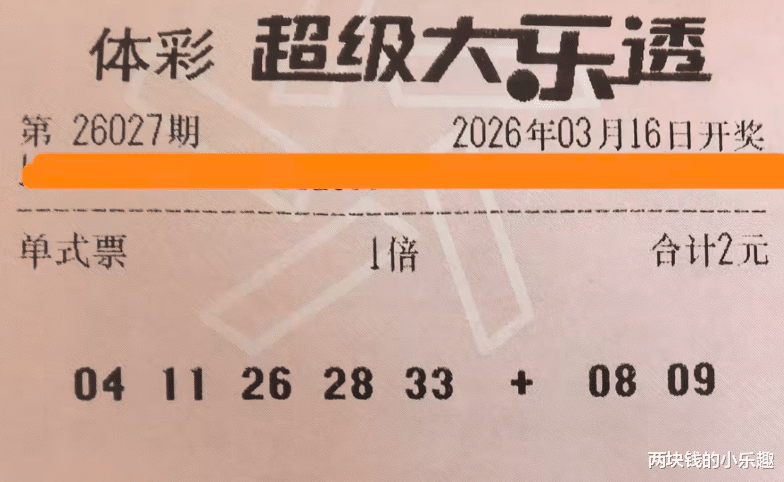 体彩 超级大乐透
第 26027期 2026年03月16日开奖
单式票 1倍 合计2元
04 11 26 28 33 + 08 09
两块钱的小乐趣